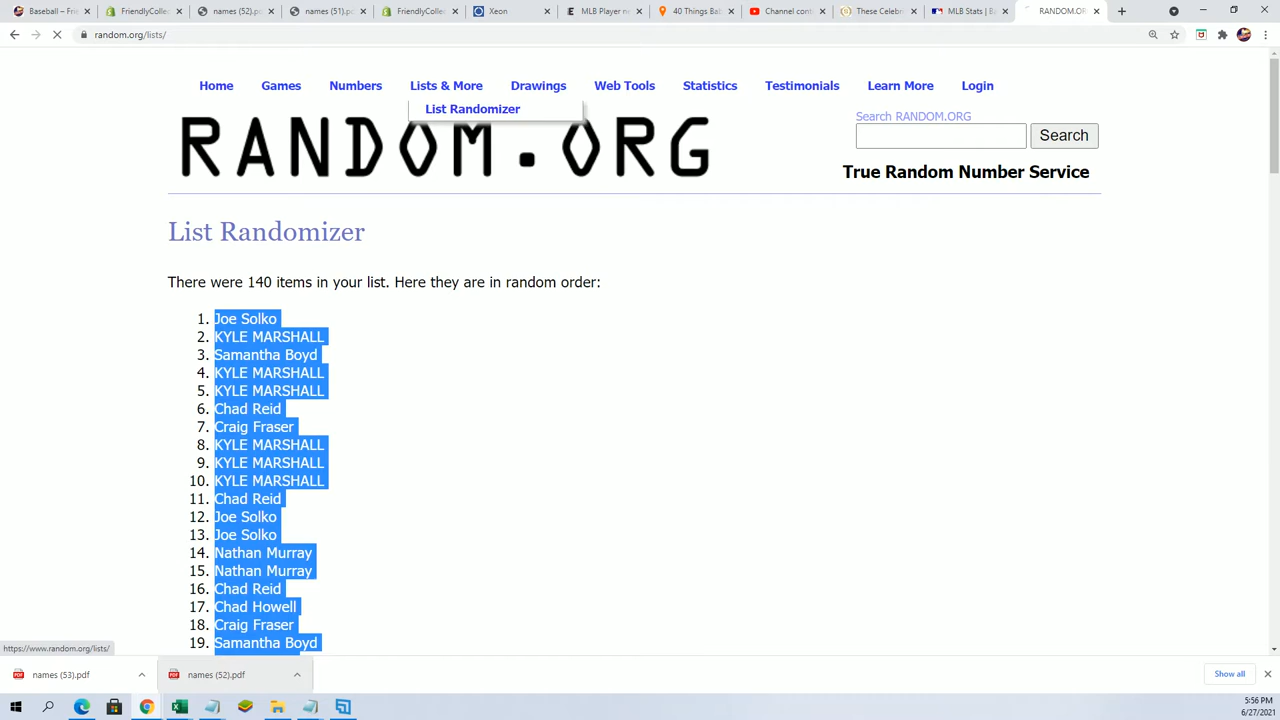 Baseball – Frie
FriendlyColle
names (52).pd
names (51).pd
FriendlyColle
Xeon
MLB Player n
40 Things Bab
Channel cont
These Celebr
MLB Stats | Ba
RANDOM.OR
random.org/lists/
Home Games Numbers Lists & More Drawings Web Tools Statistics Testimonials Learn More Login
List Randomizer
Search RANDOM.ORG
RANDOM.ORG
Search
True Random Number Service
List Randomizer
There were 140 items in your list. Here they are in random order:
1. Joe Solko
2. KYLE MARSHALL
3. Samantha Boyd
4. KYLE MARSHALL
5. KYLE MARSHALL
6. Chad Reid
7. Craig Fraser
8. KYLE MARSHALL
9. KYLE MARSHALL
10. KYLE MARSHALL
11. Chad Reid
12. Joe Solko
13. Joe Solko
14. Nathan Murray
15. Nathan Murray
16. Chad Reid
17. Chad Howell
18. Craig Fraser
19. Samantha Boyd
https://www.random.org/lists/
names (53).pdf
names (52).pdf
Show all
5:56 PM
6/27/2021